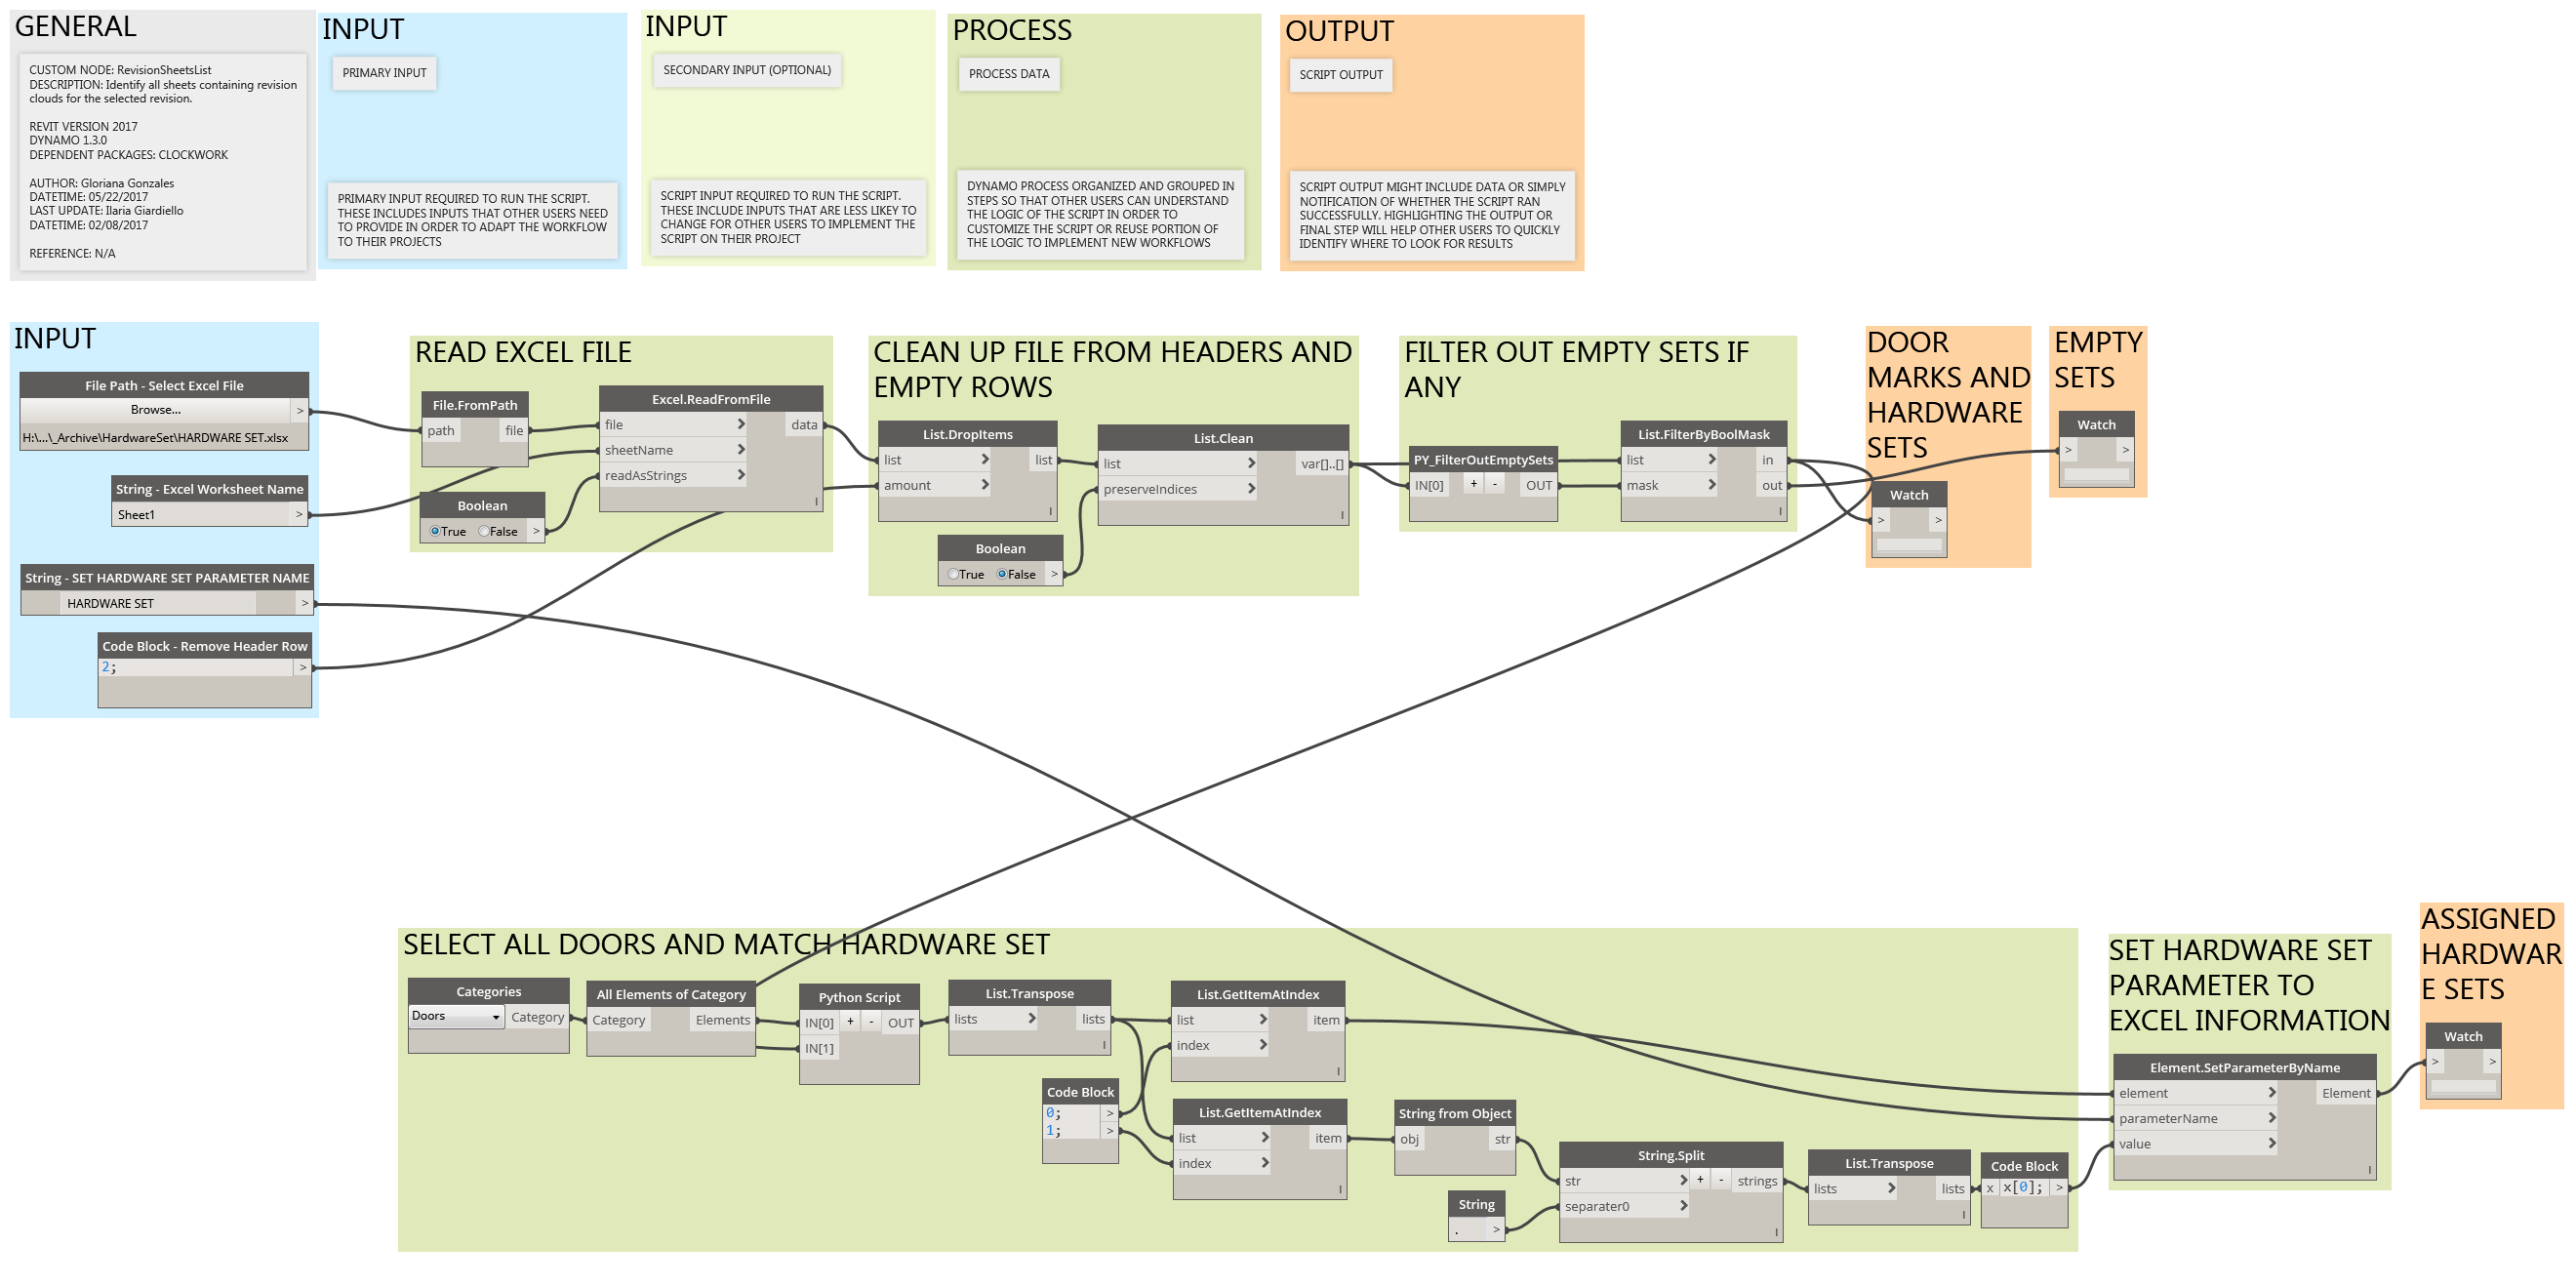 GENERAL
CUSTOM NODE: RevisionSheetsList
DESCRIPTION: Identify all sheets containing revision
clouds for the selected revision.
REVIT VERSION 2017
DYNAMO 1.3.0
DEPENDENT PACKAGES: CLOCKWORK
AUTHOR: Gloriana Gonzales
DATETIME: 05/22/2017
LAST UPDATE: Ilaria Giardiello
DATETIME: 02/08/2017
REFERENCE: N/A
INPUT
PRIMARY INPUT
PRIMARY INPUT REQUIRED TO RUN THE SCRIPT.
THESE INCLUDES INPUTS THAT OTHER USERS NEED
TO PROVIDE IN ORDER TO ADAPT THE WORKFLOW
TO THEIR PROJECTS
INPUT
SECONDARY INPUT (OPTIONAL)
SCRIPT INPUT REQUIRED TO RUN THE SCRIPT.
THESE INCLUDE INPUTS THAT ARE LESS LIKEY TO
CHANGE FOR OTHER USERS TO IMPLEMENT THE
SCRIPT ON THEIR PROJECT
PROCESS
PROCESS DATA
DYNAMO PROCESS ORGANIZED AND GROUPED IN
STEPS SO THAT OTHER USERS CAN UNDERSTAND
THE LOGIC OF THE SCRIPT IN ORDER TO
CUSTOMIZE THE SCRIPT OR REUSE PORTION OF
THE LOGIC TO IMPLEMENT NEW WORKFLOWS
OUTPUT
SCRIPT OUTPUT
SCRIPT OUTPUT MIGHT INCLUDE DATA OR SIMPLY
NOTIFICATION OF WHETHER THE SCRIPT RAN
SUCCESSFULLY. HIGHLIGHTING THE OUTPUT OR
FINAL STEP WILL HELP OTHER USERS TO QUICKLY
IDENTIFY WHERE TO LOOK FOR RESULTS
INPUT
File Path - Select Excel File
Browse... >
H:\...\_Archive\HardwareSet\HARDWARE SET.xlsx
String - Excel Worksheet Name
Sheet1 >
String - SET HARDWARE SET PARAMETER NAME
HARDWARE SET >
Code Block - Remove Header Row
2; >
READ EXCEL FILE
File.FromPath
path file
Boolean
True False >
Excel.ReadFromFile
file > data
sheetName >
readAsStrings >
l
CLEAN UP FILE FROM HEADERS AND
EMPTY ROWS
List.DropItems
list > list
amount >
l
Boolean
True False >
List.Clean
list > var[]..[]
preserveIndices >
l
FILTER OUT EMPTY SETS IF
ANY
PY_FilterOutEmptySets
IN[0] + - OUT
List.FilterByBoolMask
list > in
mask > out
l
DOOR
MARKS AND
HARDWARE
SETS
Watch
> >
EMPTY
SETS
Watch
> >
SELECT ALL DOORS AND MATCH HARDWARE SET
Categories
Doors Category
All Elements of Category
Category Elements
Python Script
IN[0] + - OUT
IN[1]
List.Transpose
lists > lists
l
Code Block
0; >
1; >
List.GetItemAtIndex
list > item
index >
l
List.GetItemAtIndex
list > item
index >
l
String from Object
obj str
String
. >
String.Split
str > + - strings
separater0 >
l
List.Transpose
lists > lists
l
Code Block
x x[0]; >
SET HARDWARE SET
PARAMETER TO
EXCEL INFORMATION
Element.SetParameterByName
element > Element
parameterName >
value >
l
ASSIGNED
HARDWAR
E SETS
Watch
> >